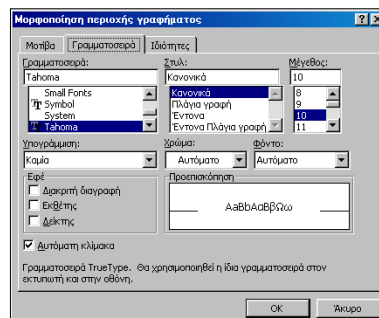 Μορφοποίηση περιοχής γραφήματος
Μοτίβα Γραμματοσειρά Ιδιότητες
Γραμματοσειρά: Στυλ: Μέγεθος:
Tahoma Κανονικά 10
Small Fonts Κανονικά 8
Symbol Πλάγια γραφή 9
System Έντονα 10
Tahoma Έντονα Πλάγια γραφή 11
Υπογράμμιση: Χρώμα: Φόντο:
Καμία Αυτόματο Αυτόματο
Εφέ Προεπισκόπηση
Διακριτή διαγραφή
Εκθέτης AaBbΑαΒβΩω
Δείκτης
Αυτόματη κλίμακα
Γραμματοσειρά TrueType. Θα χρησιμοποιηθεί η ίδια γραμματοσειρά στον
εκτυπωτή και στην οθόνη.
OK Άκυρο